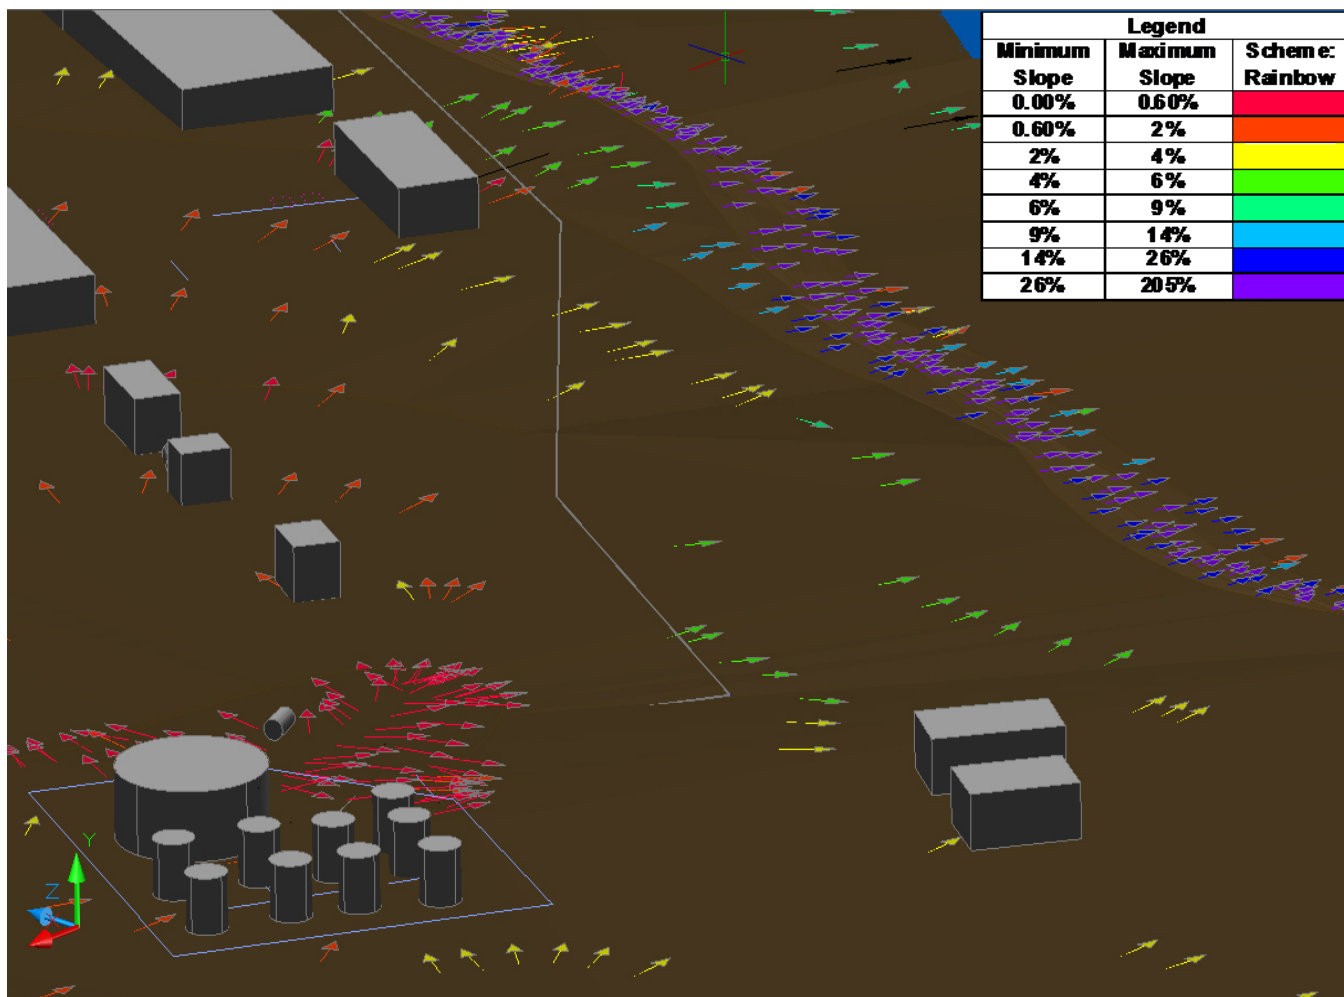 Legend
Minimum Slope Maximum Slope Scheme: Rainbow
0.00% 0.60%
0.60% 2%
2% 4%
4% 6%
6% 9%
9% 14%
14% 26%
26% 205%
Y
Z